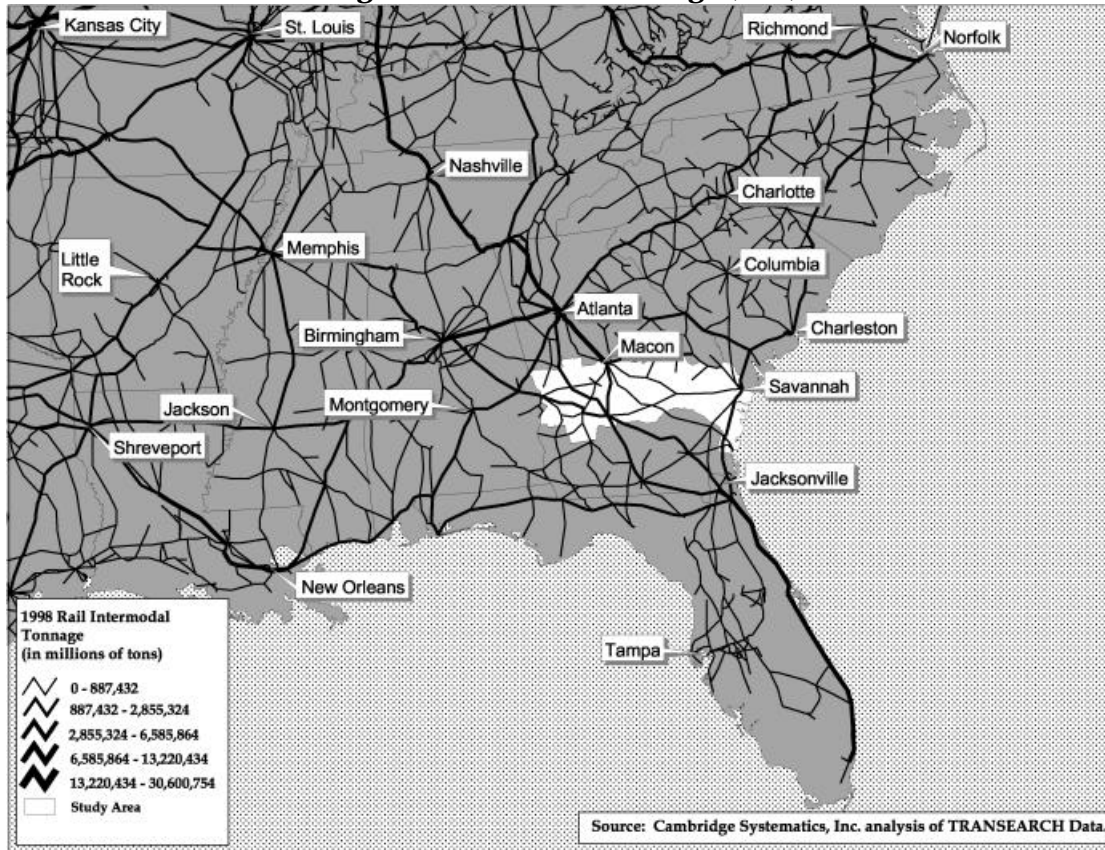 Kansas City
St. Louis
Richmond
Norfolk
Nashville
Charlotte
Memphis
Little
Rock
Columbia
Atlanta
Birmingham
Charleston
Macon
Savannah
Jackson
Montgomery
Shreveport
Jacksonville
New Orleans
Tampa
1998 Rail Intermodal
Tonnage
(in millions of tons)
0 - 887,432
887,432 - 2,855,324
2,855,324 - 6,585,864
6,585,864 - 13,220,434
13,220,434 - 30,600,754
Study Area
Source: Cambridge Systematics, Inc. analysis of TRANSEARCH Data.